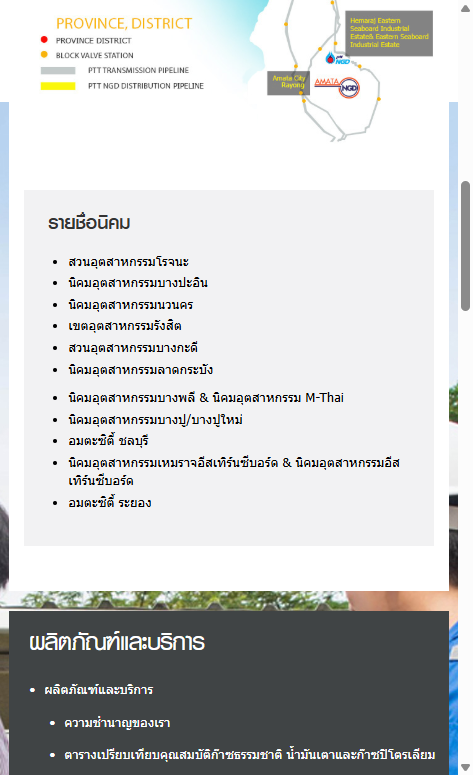 PROVINCE, DISTRICT
PROVINCE DISTRICT
BLOCK VALVE STATION
PTT TRANSMISSION PIPELINE
PTT NGD DISTRIBUTION PIPELINE
Hemaraj Eastern
Seaboard Industrial
Estate& Eastern Seaboard
Industrial Estate
NGD
Amata City
Rayong
AMATA NGD
รายชื่อนิคม
สวนอุตสาหกรรมโรจนะ
นิคมอุตสาหกรรมบางปะอิน
นิคมอุตสาหกรรมนวนคร
เขตอุตสาหกรรมรังสิต
สวนอุตสาหกรรมบางกะดี
นิคมอุตสาหกรรมลาดกระบัง
นิคมอุตสาหกรรมบางพลี & นิคมอุตสาหกรรม M-Thai
นิคมอุตสาหกรรมบางปู/บางปูใหม่
อมตะซิตี้ ชลบุรี
นิคมอุตสาหกรรมเหมราชอีสเทิร์นซีบอร์ด & นิคมอุตสาหกรรมอีส
เทิร์นซีบอร์ด
อมตะซิตี้ ระยอง
ผลิตภัณฑ์และบริการ
ผลิตภัณฑ์และบริการ
ความชำนาญของเรา
ตารางเปรียบเทียบคุณสมบัติก๊าซธรรมชาติ น้ำมันเตาและก๊าซปิโตรเลียม